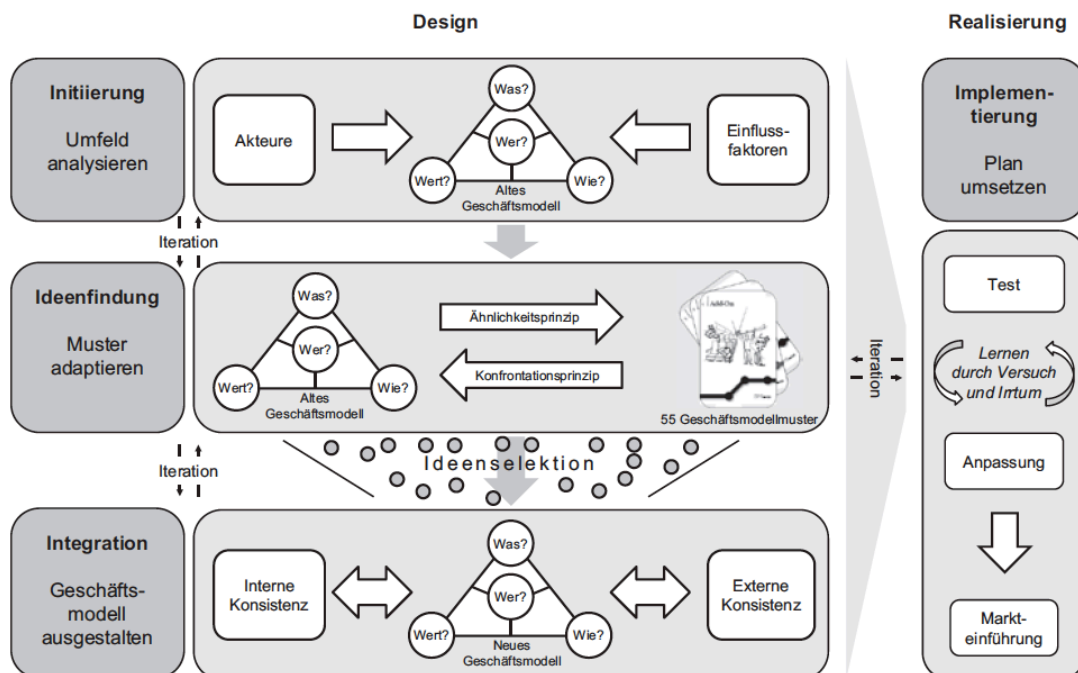 Design
Realisierung
Initiierung
Umfeld
analysieren
Akteure
Was?
Wer?
Wert?
Wie?
Altes
Geschäftsmodell
Einfluss-
faktoren
Implemen-
tierung
Plan
umsetzen
Iteration
Ideenfindung
Muster
adaptieren
Was?
Wer?
Wert?
Wie?
Altes
Geschäftsmodell
Ähnlichkeitsprinzip
Konfrontationsprinzip
Add-On
55 Geschäftsmodellmuster
Iteration
Test
Lernen
durch Versuch
und Irrtum
Anpassung
Markt-
einführung
Iteration
Ideenselektion
Integration
Geschäfts-
modell
ausgestalten
Interne
Konsistenz
Was?
Wer?
Wert?
Wie?
Neues
Geschäftsmodell
Externe
Konsistenz